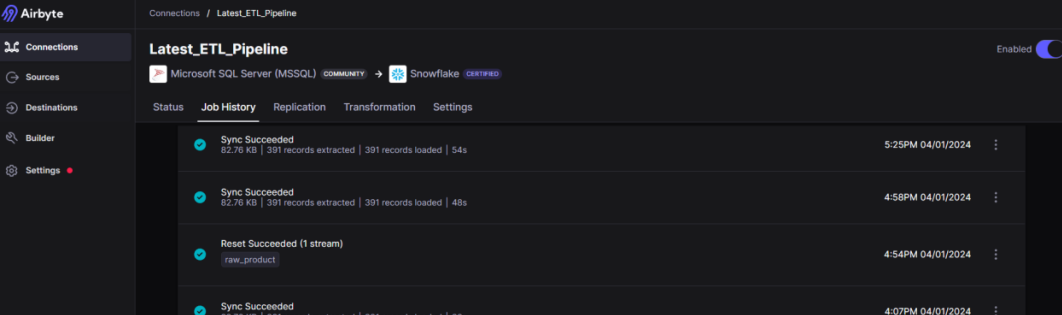 Airbyte
Connections / Latest_ETL_Pipeline
Connections
Sources
Destinations
Builder
Settings
Latest_ETL_Pipeline
Enabled
Microsoft SQL Server (MSSQL) COMMUNITY → Snowflake CERTIFIED
Status Job History Replication Transformation Settings
Sync Succeeded
82.76 KB | 391 records extracted | 391 records loaded | 54s
5:25PM 04/01/2024
Sync Succeeded
82.76 KB | 391 records extracted | 391 records loaded | 48s
4:58PM 04/01/2024
Reset Succeeded (1 stream)
raw_product
4:54PM 04/01/2024
Sync Succeeded
4:07PM 04/01/2024